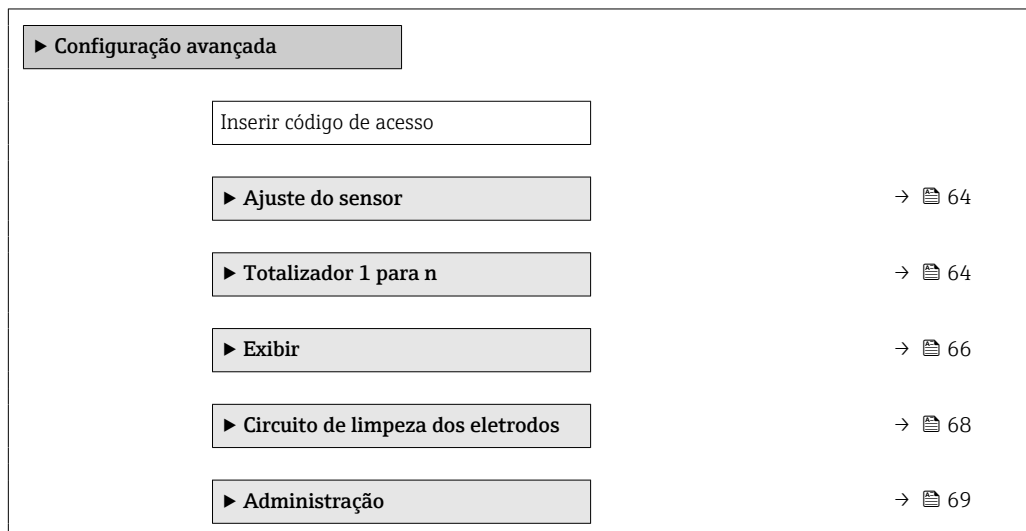 ▶ Configuração avançada
Inserir código de acesso
▶ Ajuste do sensor → 64
▶ Totalizador 1 para n → 64
▶ Exibir → 66
▶ Circuito de limpeza dos eletrodos → 68
▶ Administração → 69